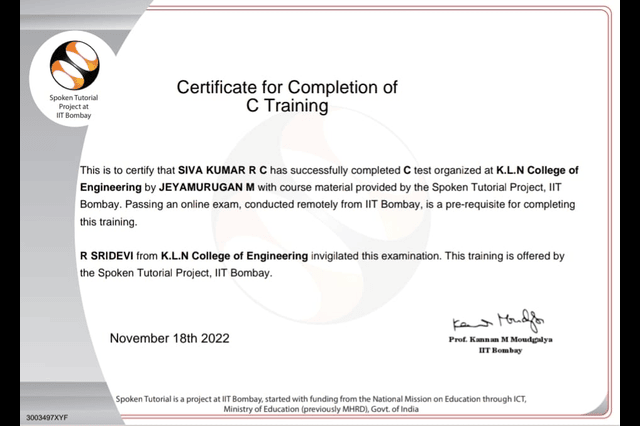 Spoken Tutorial
Project at
IIT Bombay
Certificate for Completion of
C Training
This is to certify that SIVA KUMAR R C has successfully completed C test organized at K.L.N College of
Engineering by JEYAMURUGAN M with course material provided by the Spoken Tutorial Project, IIT
Bombay. Passing an online exam, conducted remotely from IIT Bombay, is a pre-requisite for completing
this training.
R SRIDEVI from K.L.N College of Engineering invigilated this examination. This training is offered by
the Spoken Tutorial Project, IIT Bombay.
November 18th 2022
Kannan Moudgalya
Prof. Kannan M Moudgalya
IIT Bombay
Spoken Tutorial is a project at IIT Bombay, started with funding from the National Mission on Education through ICT,
Ministry of Education (previously MHRD), Govt. of India
3003497XYF